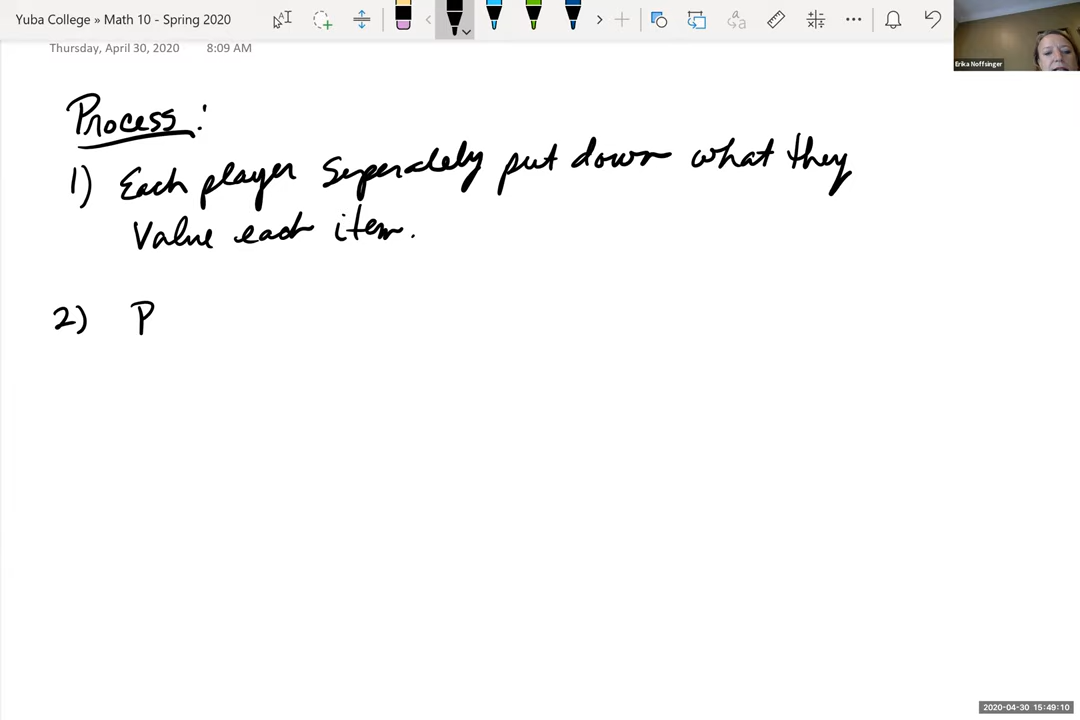 Yuba College » Math 10 - Spring 2020
Thursday, April 30, 2020 8:09 AM
Erika Noffsinger
Process:
1) Each player seperately put down what they
Value each item.
2) P
2020-04-30 15:49:10